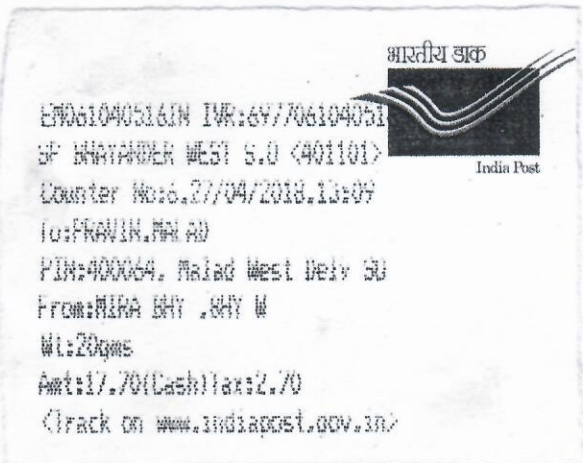 भारतीय डाक
India Post
EM061040516IN IVR:697706104051
SP BHAYANDER WEST S.O <401101>
Counter No:6,27/04/2018,13:09
To:PRAVIN,MALAD
PIN:400064, Malad West Delv SO
From:MIRA BHY ,BHY W
Wt:20gms
Amt:17.70(Cash)Tax:2.70
<Track on www.indiapost.gov.in>